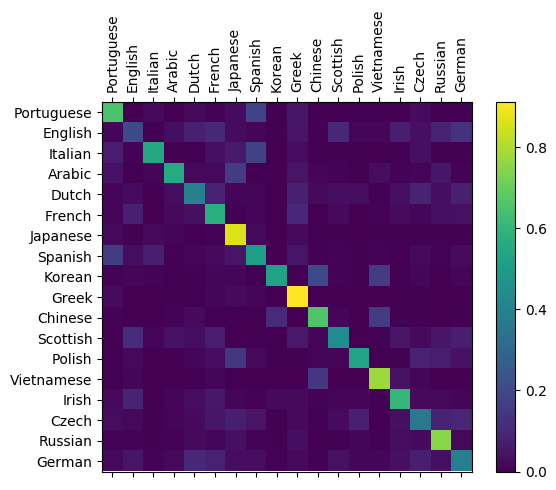 Portuguese
English
Italian
Arabic
Dutch
French
Japanese
Spanish
Korean
Greek
Chinese
Scottish
Polish
Vietnamese
Irish
Czech
Russian
German
Portuguese
English
Italian
Arabic
Dutch
French
Japanese
Spanish
Korean
Greek
Chinese
Scottish
Polish
Vietnamese
Irish
Czech
Russian
German
0.8
0.6
0.4
0.2
0.0